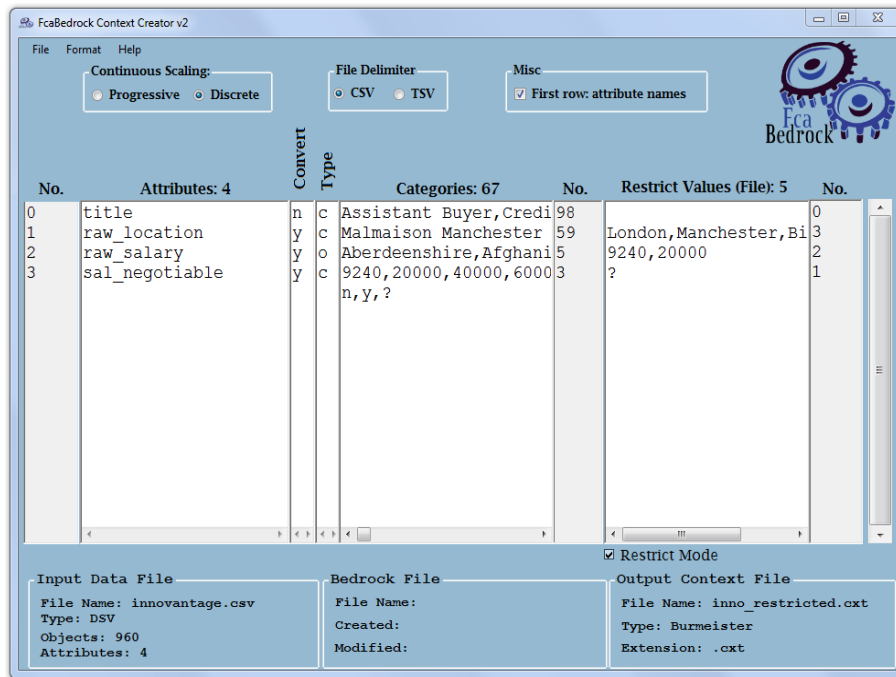 FcaBedrock Context Creator v2
File Format Help
Continuous Scaling:
Progressive Discrete
File Delimiter
CSV TSV
Misc
First row: attribute names
Fca
Bedrock
No. Attributes: 4 Convert Type Categories: 67 No. Restrict Values (File): 5 No.
0 title n c Assistant Buyer,Credi 98 0
1 raw_location y c Malmaison Manchester 59 London,Manchester,Bi 3
2 raw_salary y o Aberdeenshire,Afghani 5 9240,20000 2
3 sal_negotiable y c 9240,20000,40000,6000 3 ? 1
n,y,?
Restrict Mode
Input Data File
File Name: innovantage.csv
Type: DSV
Objects: 960
Attributes: 4
Bedrock File
File Name:
Created:
Modified:
Output Context File
File Name: inno_restricted.cxt
Type: Burmeister
Extension: .cxt